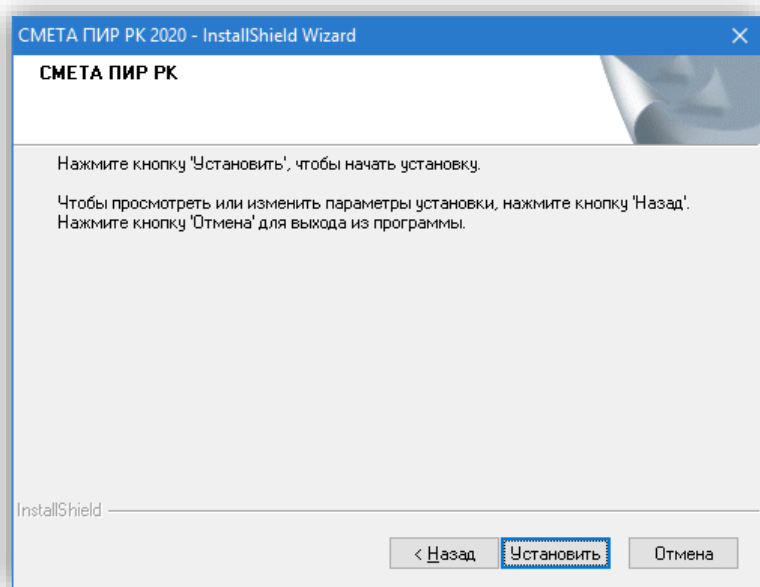 СМЕТА ПИР РК 2020 - InstallShield Wizard
СМЕТА ПИР РК
Нажмите кнопку 'Установить', чтобы начать установку.
Чтобы просмотреть или изменить параметры установки, нажмите кнопку 'Назад'.
Нажмите кнопку 'Отмена' для выхода из программы.
InstallShield
< Назад Установить Отмена